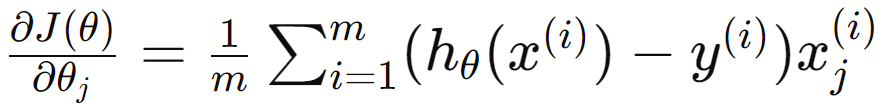 ∂J(θ)/∂θ_j = 1/m ∑_{i=1}^{m} (h_θ(x^{(i)}) − y^{(i)}) x_j^{(i)}